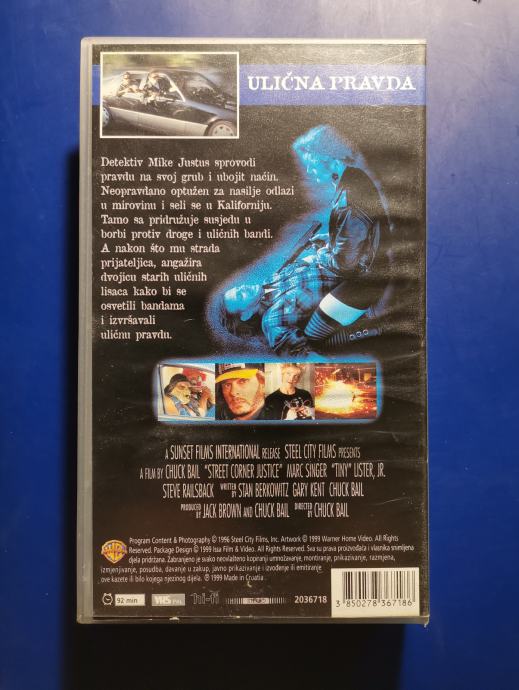 ULIČNA PRAVDA
Detektiv Mike Justus sprovodi
pravdu na svoj grub i ubojit način.
Neopravdano optužen za nasilje odlazi
u mirovinu i seli se u Kaliforniju.
Tamo sa pridružuje susjedu u
borbi protiv droge i uličnih bandi.
A nakon što mu strada
prijateljica, angažira
dvojicu starih uličnih
lisaca kako bi se
osvetili bandama
i izvršavali
uličnu pravdu.
A SUNSET FILMS INTERNATIONAL RELEASE STEEL CITY FILMS PRESENTS
A FILM BY CHUCK BAIL "STREET CORNER JUSTICE" MARC SINGER "TINY" LISTER, JR.
STEVE RAILSBACK WRITTEN BY STAN BERKOWITZ GARY KENT CHUCK BAIL
PRODUCED BY JACK BROWN AND CHUCK BAIL DIRECTED BY CHUCK BAIL
Program Content & Photography © 1996 Steel City Films, Inc. Artwork © 1999 Warner Home Video. All Rights
Reserved. Package Design © 1999 Issa Film & Video. All Rights Reserved. Sva su prava proizvođača i vlasnika snimljena
djela pridržana. Zabranjeno je svako neovlašteno kopiranje umnožavanje, montiranje, prikazivanje, razmjena,
izmjenjivanje, posudba, davanje u zakup, javno prikazivanje i izvođenje ili emitiranje
ove kazete ili bilo kojega njezinog dijela. ℗ 1999 Made in Croatia
92 min VHS PAL hi-fi 2036718
3 850278 367186